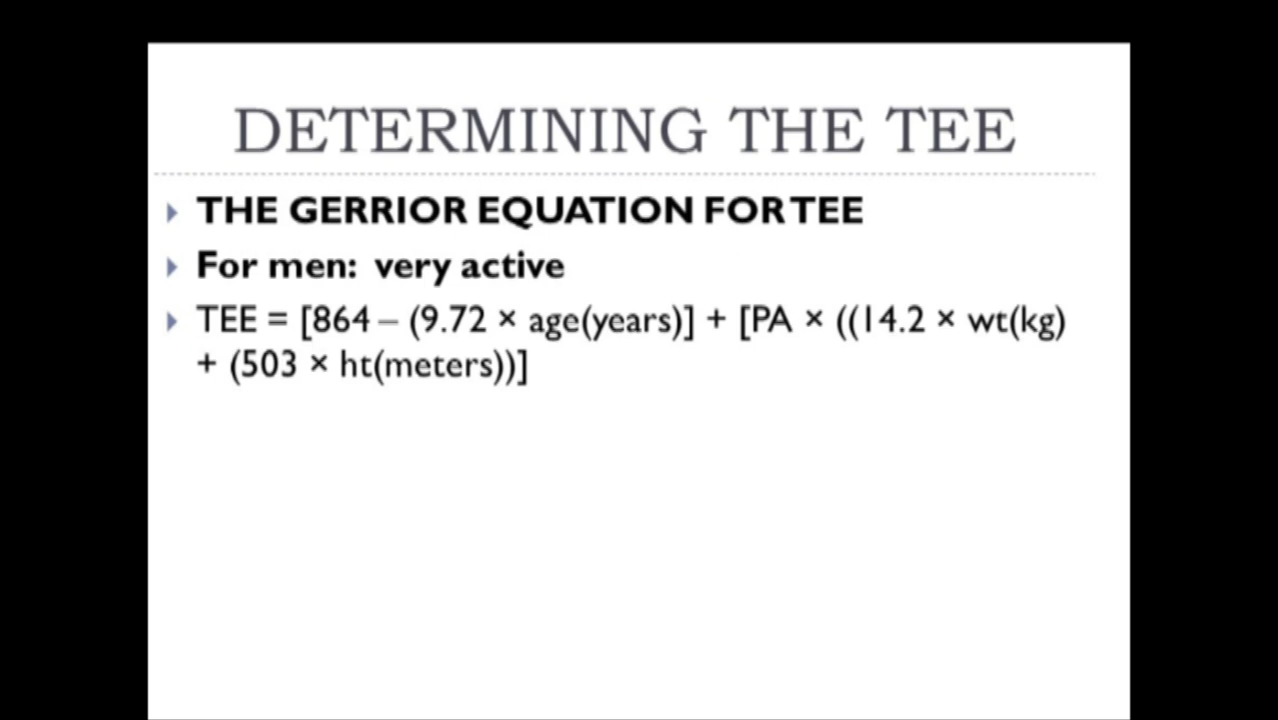 DETERMINING THE TEE
THE GERRIOR EQUATION FOR TEE
For men: very active
TEE = [864 – (9.72 × age(years)] + [PA × ((14.2 × wt(kg)
+ (503 × ht(meters))]